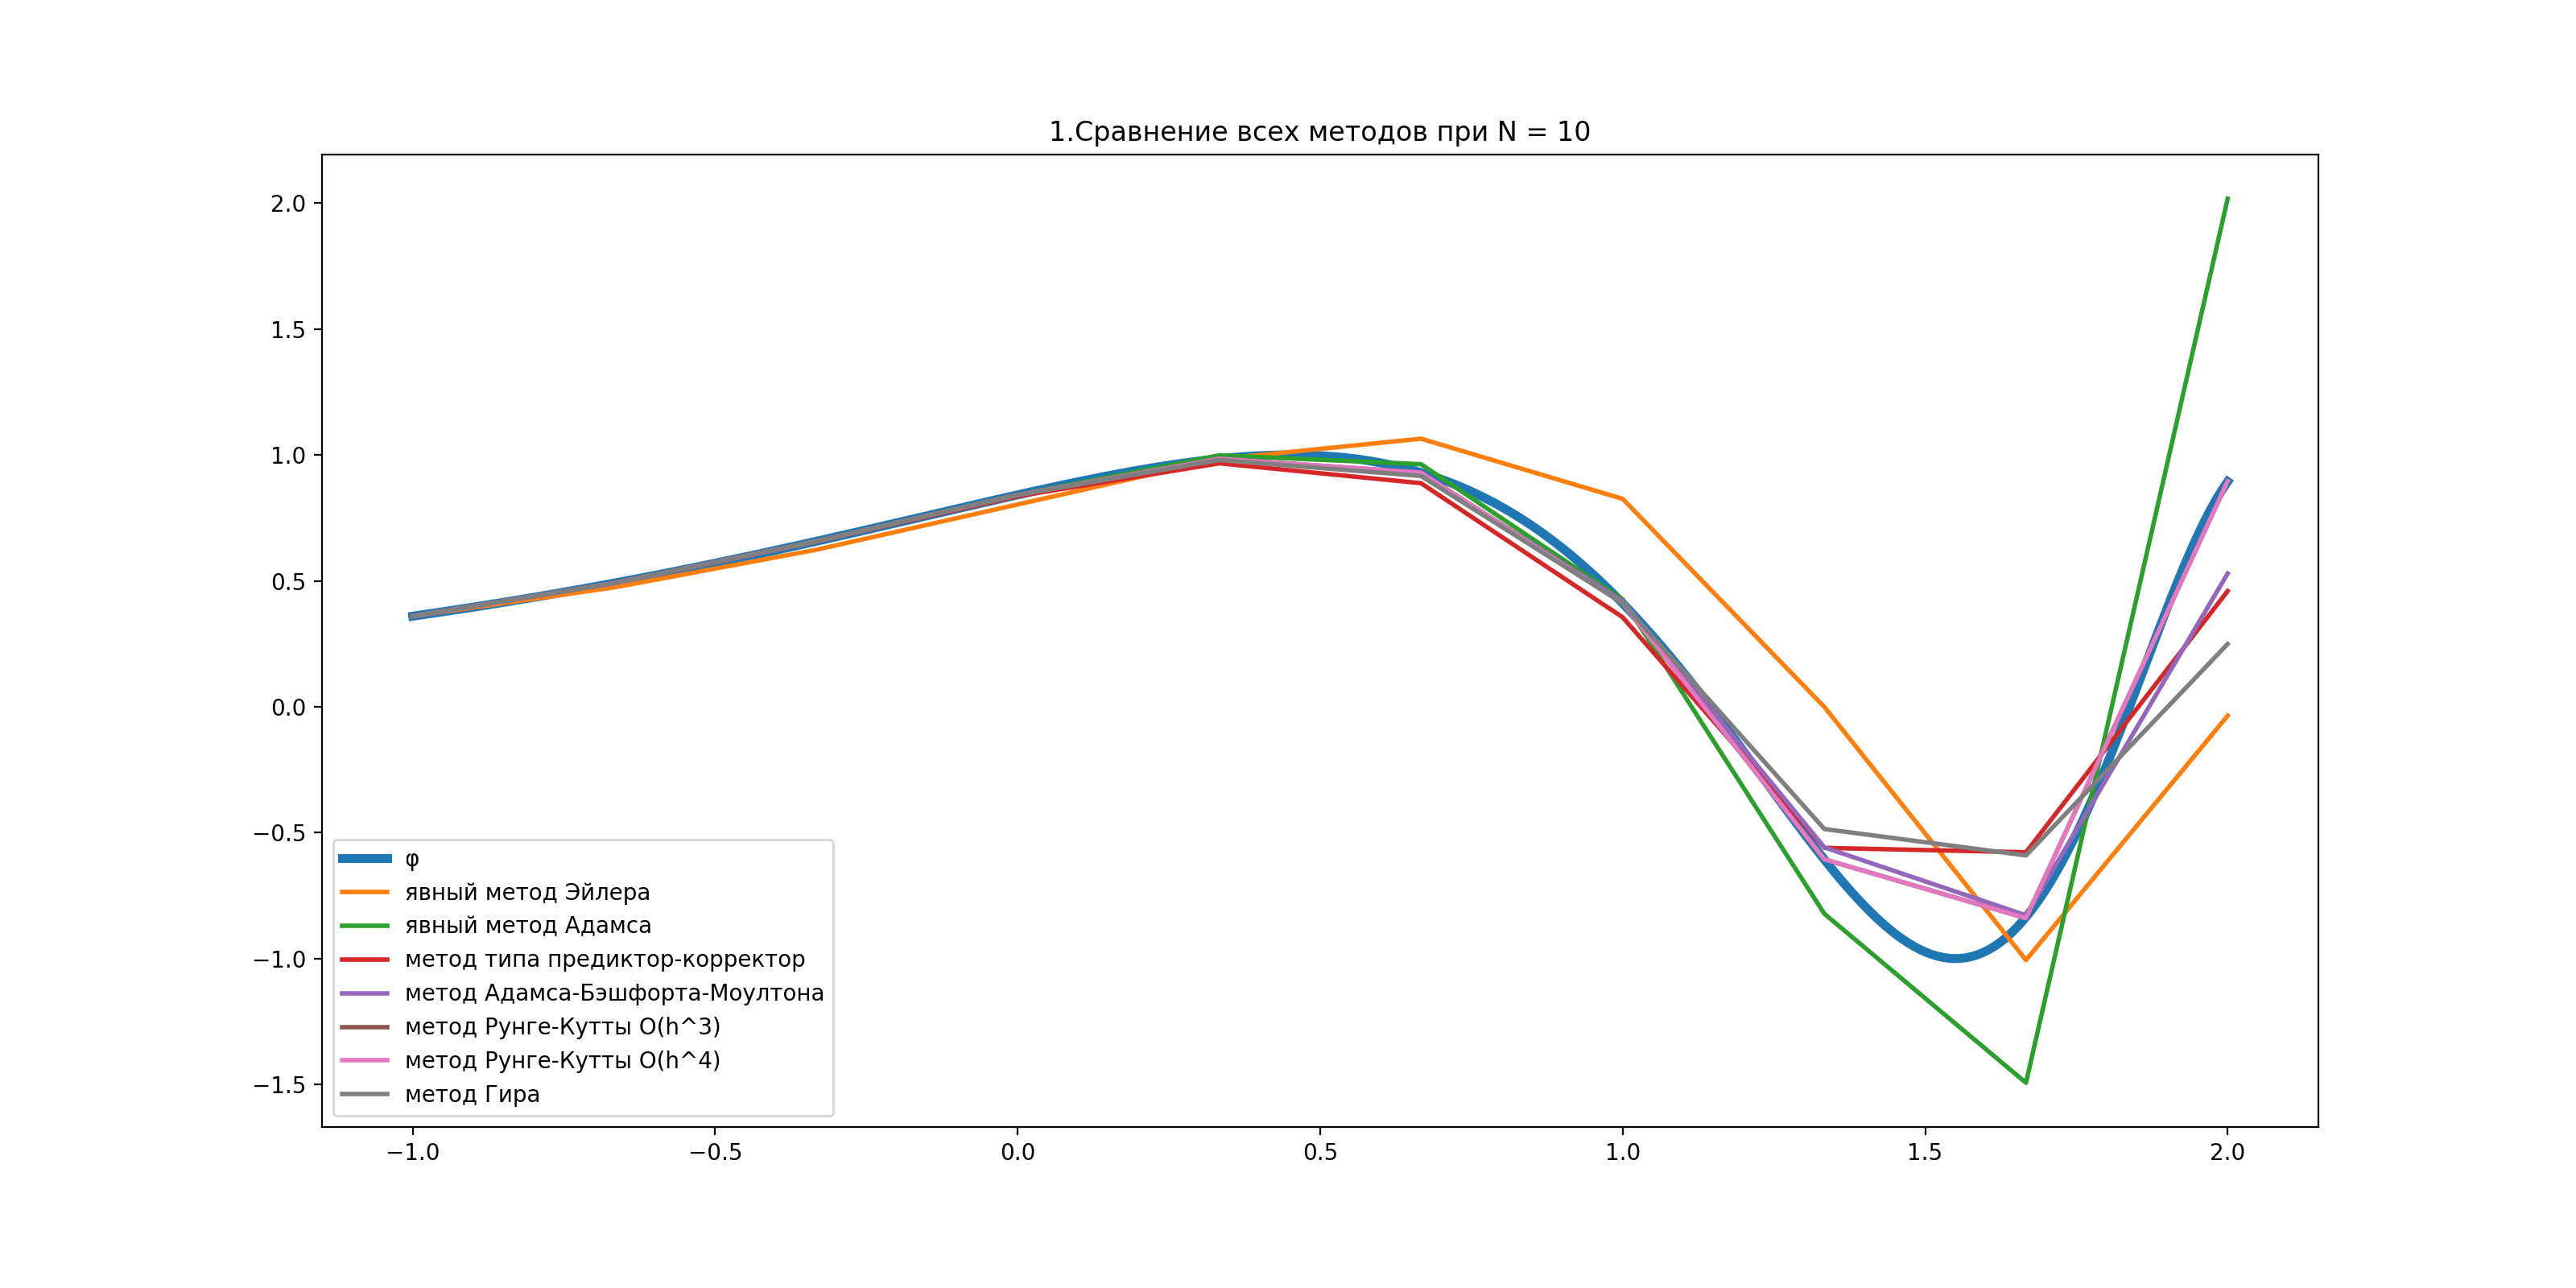 1.Сравнение всех методов при N = 10
2.0
1.5
1.0
0.5
0.0
−0.5
−1.0
−1.5
φ
явный метод Эйлера
явный метод Адамса
метод типа предиктор-корректор
метод Адамса-Бэшфорта-Моултона
метод Рунге-Кутты O(h^3)
метод Рунге-Кутты O(h^4)
метод Гира
−1.0 −0.5 0.0 0.5 1.0 1.5 2.0